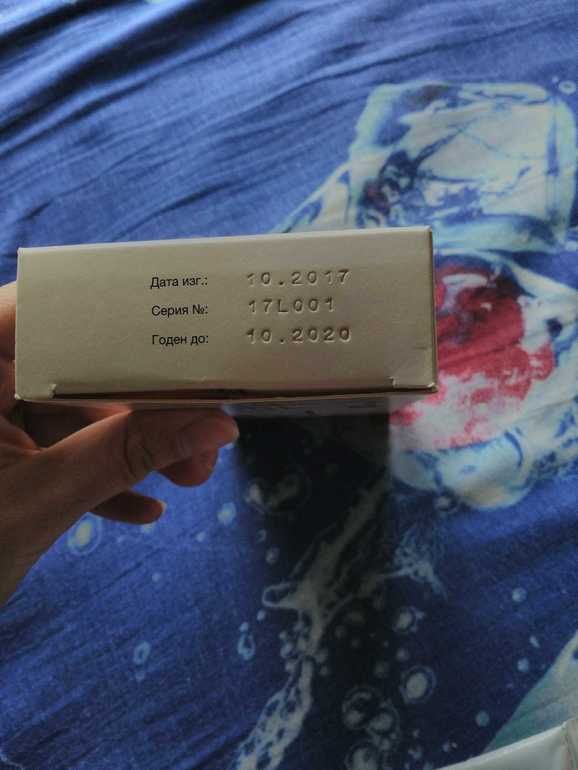 Дата изг.: 10.2017
Серия №: 17L001
Годен до: 10.2020